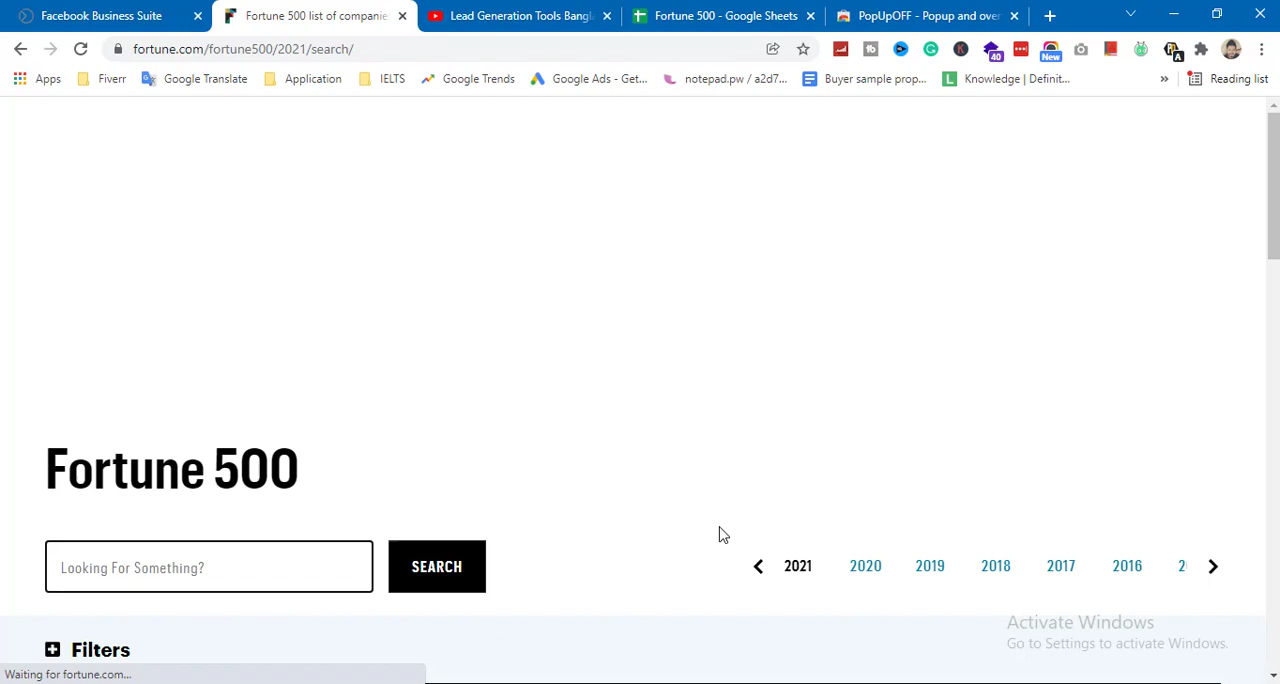 Facebook Business Suite
Fortune 500 list of companie
Lead Generation Tools Bangl
Fortune 500 - Google Sheets
PopUpOFF - Popup and over
fortune.com/fortune500/2021/search/
40
New
A
Apps
Fiverr
Google Translate
Application
IELTS
Google Trends
Google Ads - Get...
notepad.pw / a2d7...
Buyer sample prop...
Knowledge | Definit...
»
Reading list
Fortune 500
Looking For Something?
SEARCH
2021
2020
2019
2018
2017
2016
2
Filters
Activate Windows
Go to Settings to activate Windows.
Waiting for fortune.com...